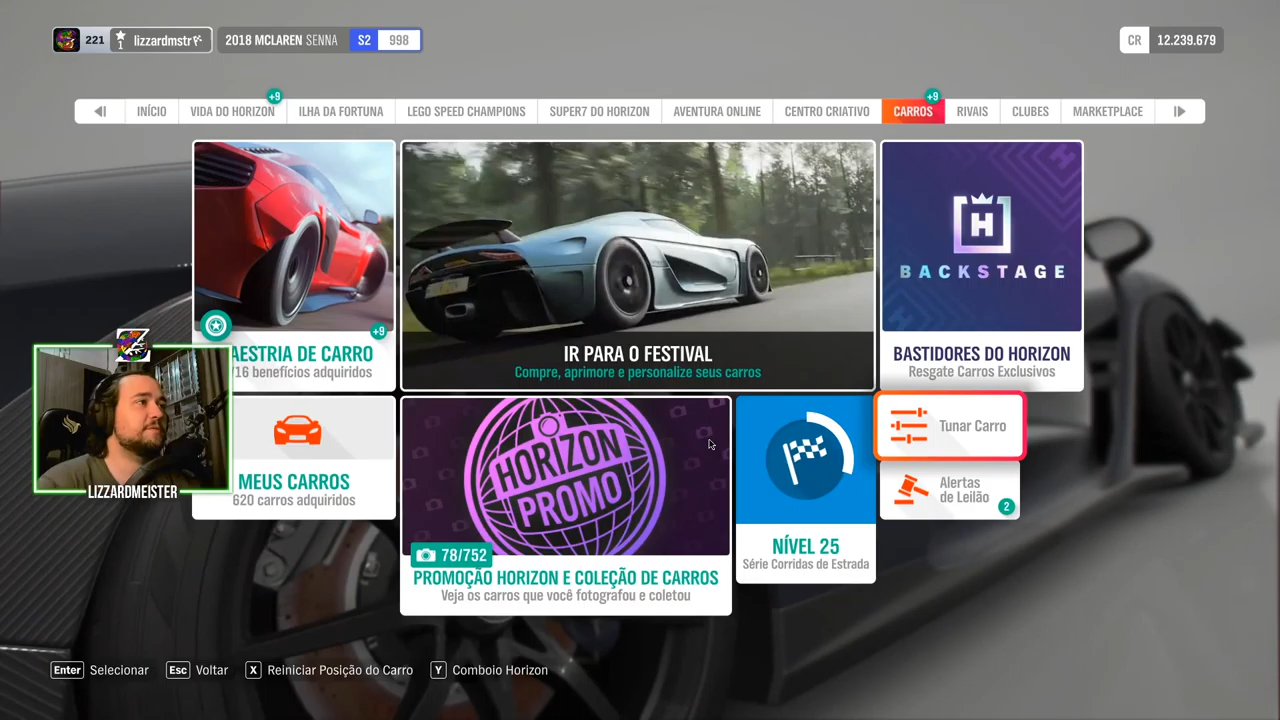 221
1
lizzardmstr
2018 MCLAREN SENNA
S2 998
CR 12.239.679
+9
+9
INÍCIO
VIDA DO HORIZON
ILHA DA FORTUNA
LEGO SPEED CHAMPIONS
SUPER7 DO HORIZON
AVENTURA ONLINE
CENTRO CRIATIVO
CARROS
RIVAIS
CLUBES
MARKETPLACE
+9
AESTRIA DE CARRO
/16 benefícios adquiridos
IR PARA O FESTIVAL
Compre, aprimore e personalize seus carros
H
BACKSTAGE
BASTIDORES DO HORIZON
Resgate Carros Exclusivos
LIZZARDMEISTER
MEUS CARROS
620 carros adquiridos
HORIZON
PROMO
78/752
PROMOÇÃO HORIZON E COLEÇÃO DE CARROS
Veja os carros que você fotografou e coletou
NÍVEL 25
Série Corridas de Estrada
Tunar Carro
Alertas
de Leilão
2
Enter Selecionar
Esc Voltar
X Reiniciar Posição do Carro
Y Comboio Horizon